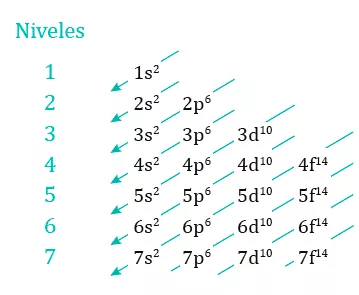 Niveles
1 1s²
2 2s² 2p⁶
3 3s² 3p⁶ 3d¹⁰
4 4s² 4p⁶ 4d¹⁰ 4f¹⁴
5 5s² 5p⁶ 5d¹⁰ 5f¹⁴
6 6s² 6p⁶ 6d¹⁰ 6f¹⁴
7 7s² 7p⁶ 7d¹⁰ 7f¹⁴